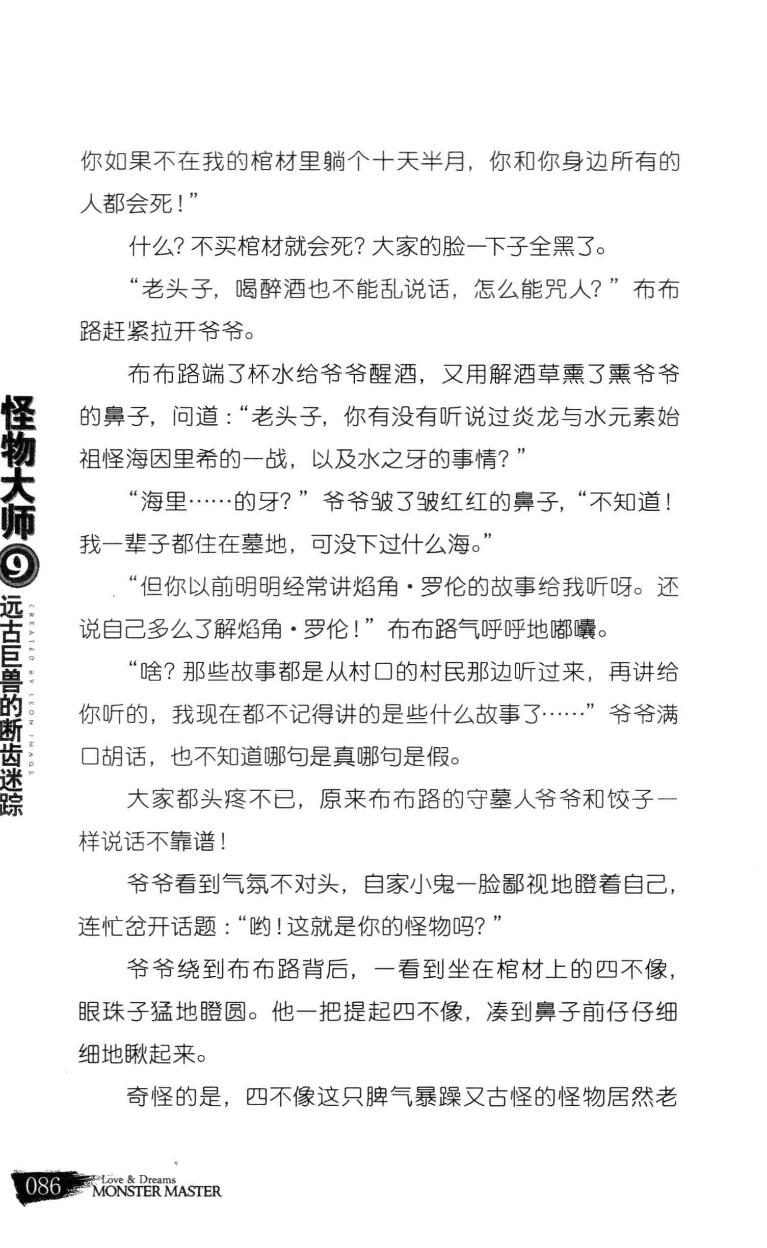 你如果不在我的棺材里躺个十天半月，你和你身边所有的
人都会死！”
什么？不买棺材就会死？大家的脸一下子全黑了。
“老头子，喝醉酒也不能乱说话，怎么能咒人？”布布
路赶紧拉开爷爷。
布布路端了杯水给爷爷醒酒，又用解酒草熏了熏爷爷
的鼻子，问道：“老头子，你有没有听说过炎龙与水元素始
祖怪海因里希的一战，以及水之牙的事情？”
“海里……的牙？”爷爷皱了皱红红的鼻子，“不知道！
我一辈子都住在墓地，可没下过什么海。”
“但你以前明明经常讲焰角·罗伦的故事给我听呀。还
说自己多么了解焰角·罗伦！”布布路气呼呼地嘟囔。
“啥？那些故事都是从村口的村民那边听过来，再讲给
你听的，我现在都不记得讲的是些什么故事了……”爷爷满
口胡话，也不知道哪句是真哪句是假。
大家都头疼不已，原来布布路的守墓人爷爷和饺子一
样说话不靠谱！
爷爷看到气氛不对头，自家小鬼一脸鄙视地瞪着自己，
连忙岔开话题：“哟！这就是你的怪物吗？”
爷爷绕到布布路背后，一看到坐在棺材上的四不像，
眼珠子猛地瞪圆。他一把提起四不像，凑到鼻子前仔仔细
细地瞅起来。
奇怪的是，四不像这只脾气暴躁又古怪的怪物居然老
怪物大师
9
远古巨兽的断齿迷踪
CREATED BY LEON IMAGE
086
Love & Dreams
MONSTER MASTER